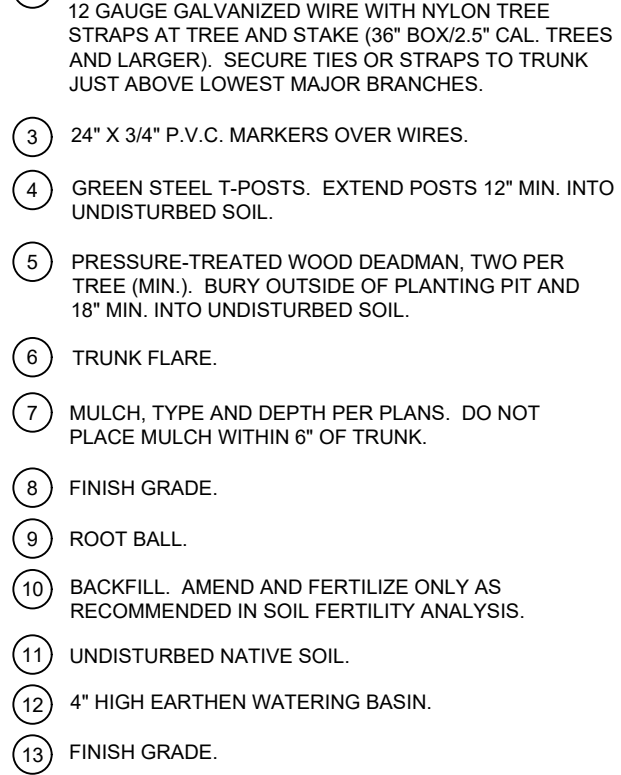 12 GAUGE GALVANIZED WIRE WITH NYLON TREE
STRAPS AT TREE AND STAKE (36" BOX/2.5" CAL. TREES
AND LARGER). SECURE TIES OR STRAPS TO TRUNK
JUST ABOVE LOWEST MAJOR BRANCHES.
3 24" X 3/4" P.V.C. MARKERS OVER WIRES.
4 GREEN STEEL T-POSTS. EXTEND POSTS 12" MIN. INTO
UNDISTURBED SOIL.
5 PRESSURE-TREATED WOOD DEADMAN, TWO PER
TREE (MIN.). BURY OUTSIDE OF PLANTING PIT AND
18" MIN. INTO UNDISTURBED SOIL.
6 TRUNK FLARE.
7 MULCH, TYPE AND DEPTH PER PLANS. DO NOT
PLACE MULCH WITHIN 6" OF TRUNK.
8 FINISH GRADE.
9 ROOT BALL.
10 BACKFILL. AMEND AND FERTILIZE ONLY AS
RECOMMENDED IN SOIL FERTILITY ANALYSIS.
11 UNDISTURBED NATIVE SOIL.
12 4" HIGH EARTHEN WATERING BASIN.
13 FINISH GRADE.